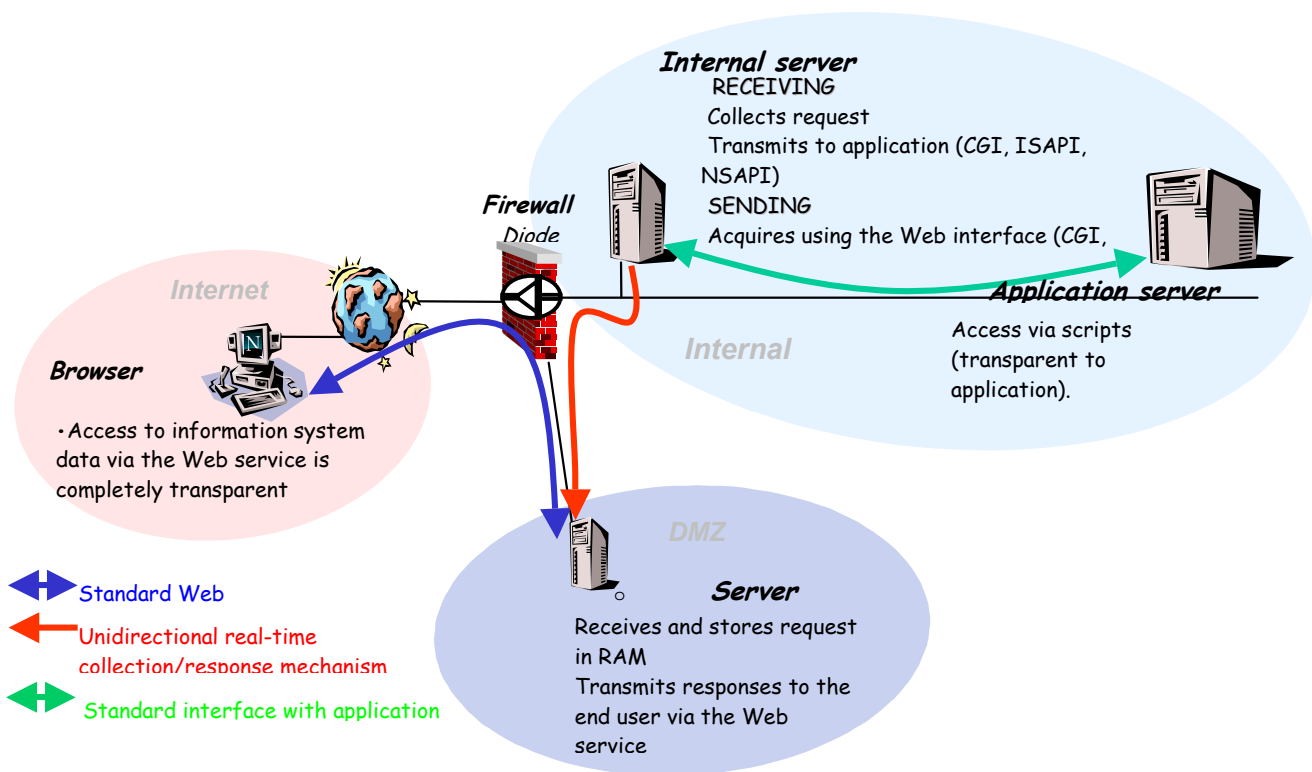 Internal server
RECEIVING
Collects request
Transmits to application (CGI, ISAPI,
NSAPI)
SENDING
Acquires using the Web interface (CGI,
Firewall
Diode
Internet
N
Browser
•Access to information system
data via the Web service is
completely transparent
Internal
Application server
Access via scripts
(transparent to
application).
DMZ
Server
Receives and stores request
in RAM
Transmits responses to the
end user via the Web
service
Standard Web
Unidirectional real-time
collection/response mechanism
Standard interface with application